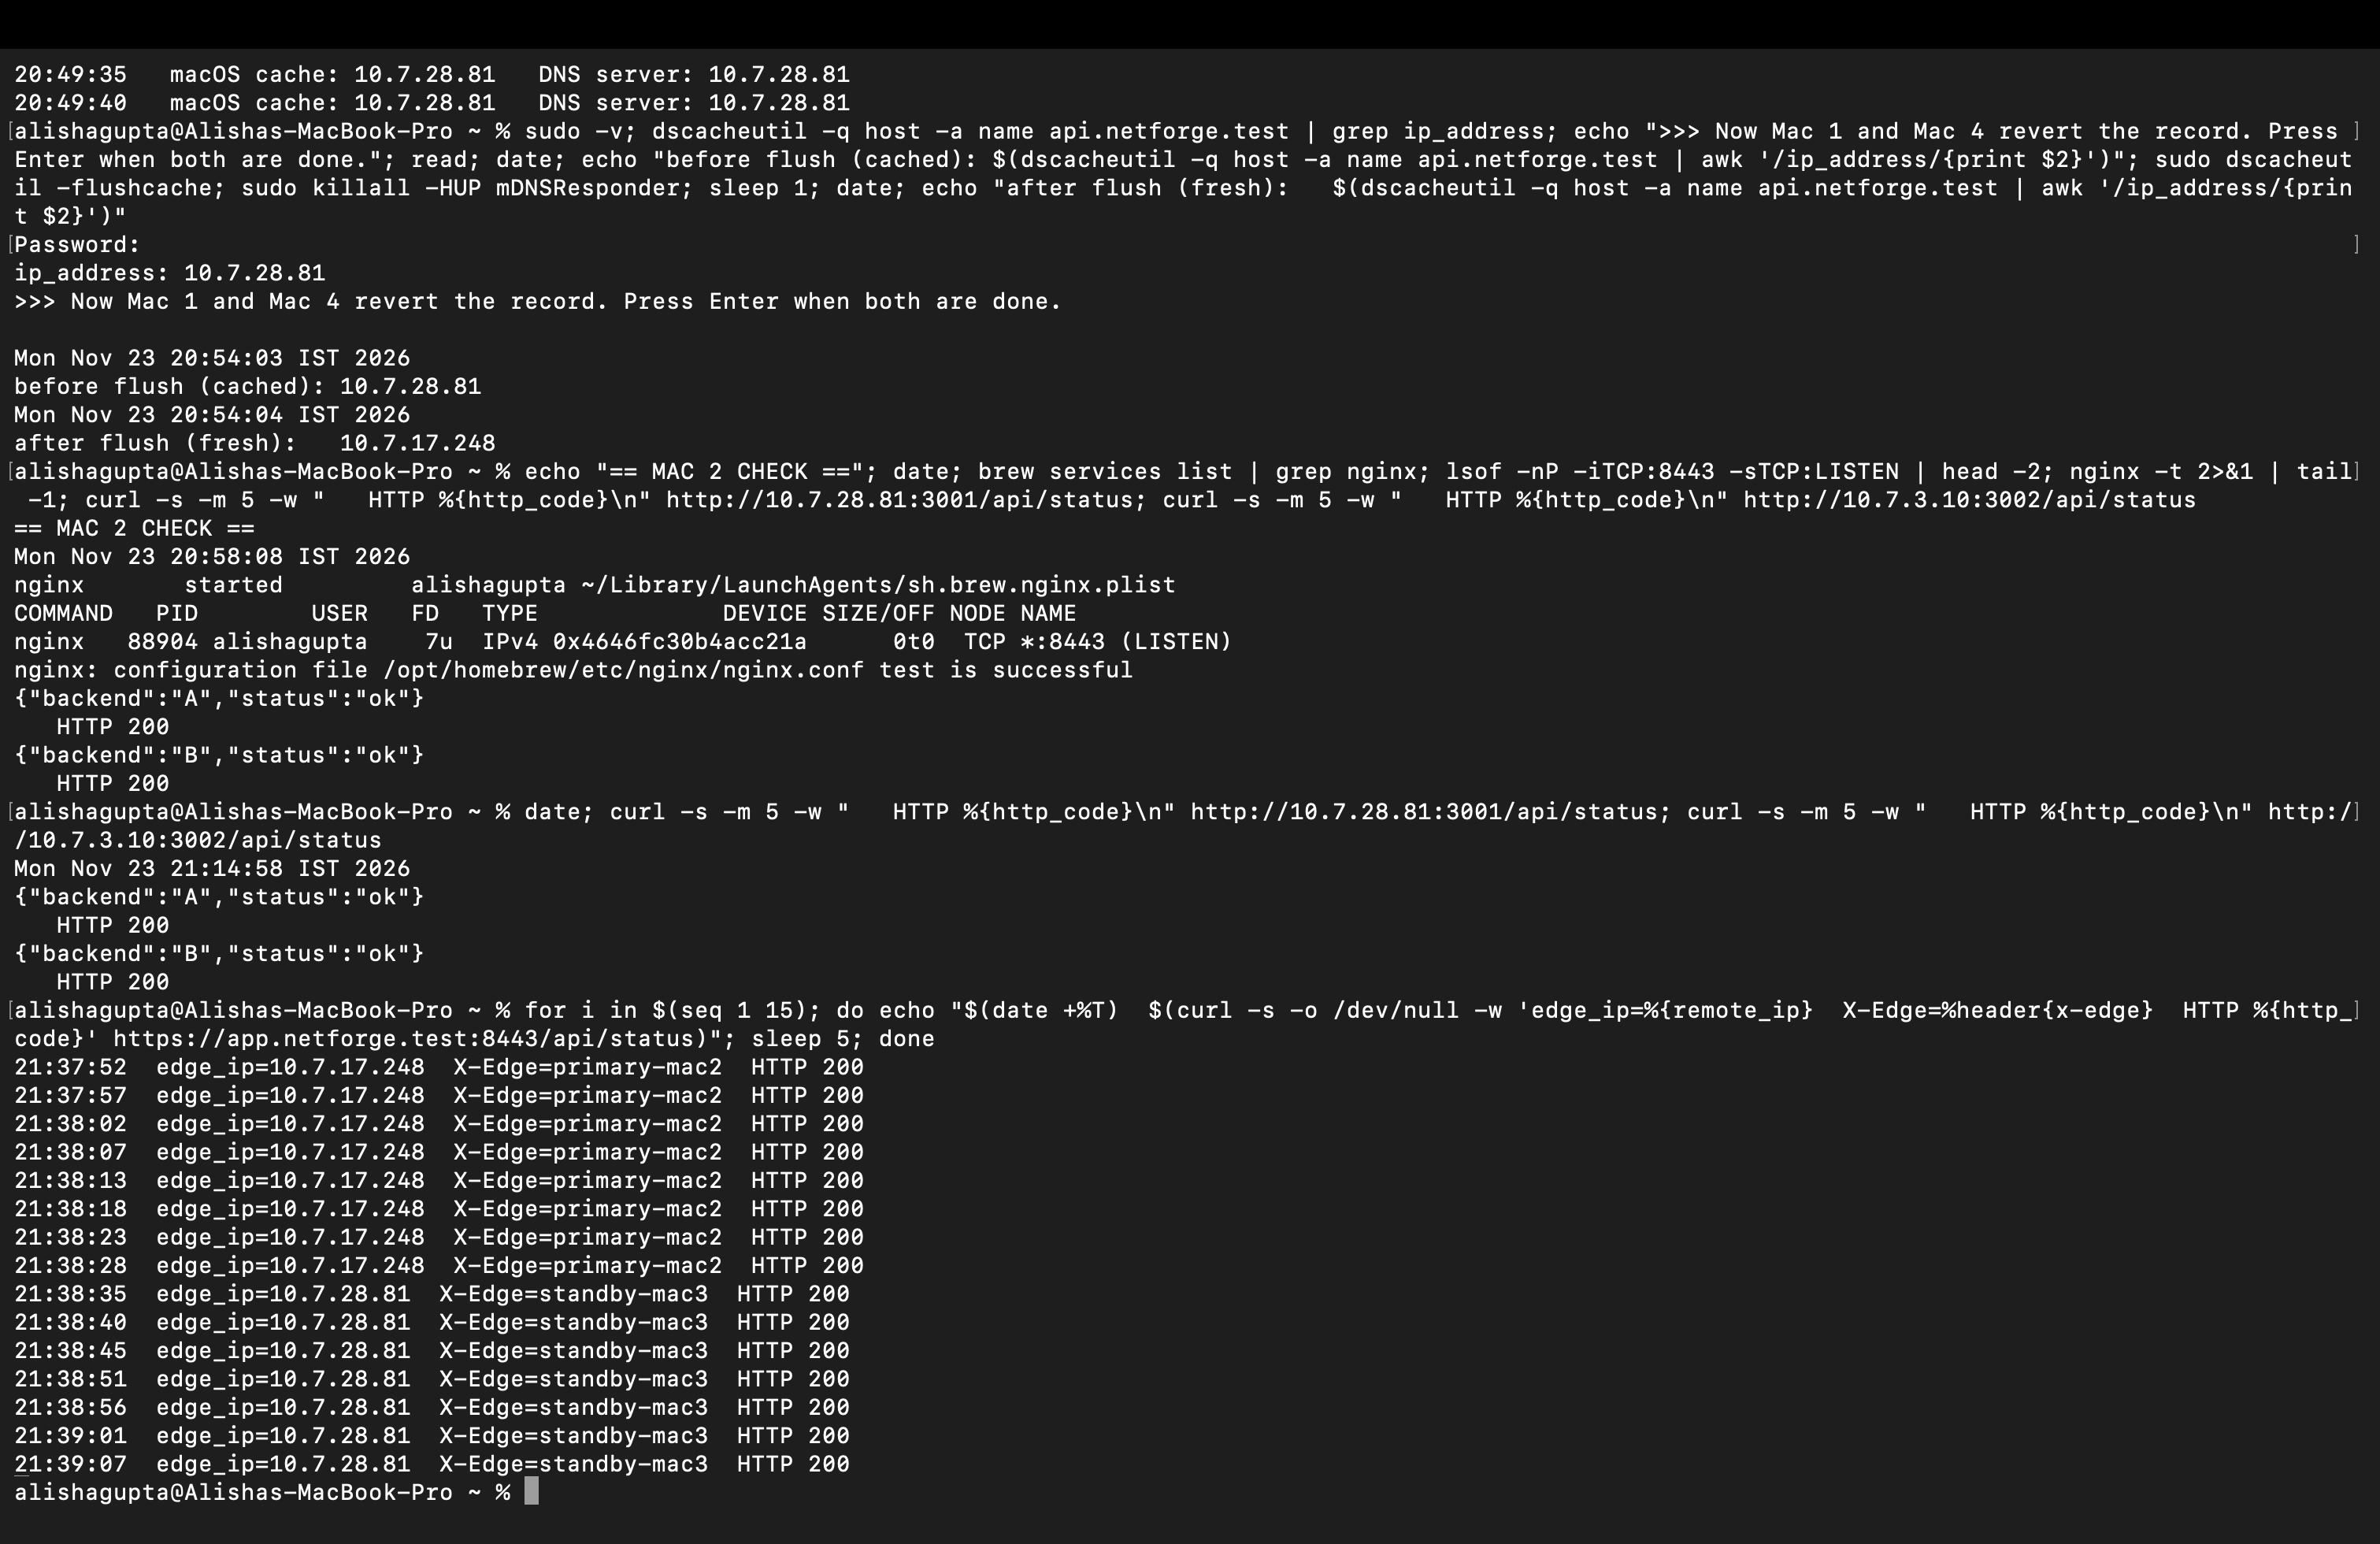 20:49:35   macOS cache: 10.7.28.81   DNS server: 10.7.28.81
20:49:40   macOS cache: 10.7.28.81   DNS server: 10.7.28.81
[alishagupta@Alishas-MacBook-Pro ~ % sudo -v; dscacheutil -q host -a name api.netforge.test | grep ip_address; echo ">>> Now Mac 1 and Mac 4 revert the record. Press ]
Enter when both are done."; read; date; echo "before flush (cached): $(dscacheutil -q host -a name api.netforge.test | awk '/ip_address/{print $2}')"; sudo dscacheut
il -flushcache; sudo killall -HUP mDNSResponder; sleep 1; date; echo "after flush (fresh):   $(dscacheutil -q host -a name api.netforge.test | awk '/ip_address/{prin
t $2}')"
[Password: ]
ip_address: 10.7.28.81
>>> Now Mac 1 and Mac 4 revert the record. Press Enter when both are done.

Mon Nov 23 20:54:03 IST 2026
before flush (cached): 10.7.28.81
Mon Nov 23 20:54:04 IST 2026
after flush (fresh):   10.7.17.248
[alishagupta@Alishas-MacBook-Pro ~ % echo "== MAC 2 CHECK =="; date; brew services list | grep nginx; lsof -nP -iTCP:8443 -sTCP:LISTEN | head -2; nginx -t 2>&1 | tail]
 -1; curl -s -m 5 -w "   HTTP %{http_code}\n" http://10.7.28.81:3001/api/status; curl -s -m 5 -w "   HTTP %{http_code}\n" http://10.7.3.10:3002/api/status
== MAC 2 CHECK ==
Mon Nov 23 20:58:08 IST 2026
nginx       started         alishagupta ~/Library/LaunchAgents/sh.brew.nginx.plist
COMMAND   PID        USER   FD   TYPE             DEVICE SIZE/OFF NODE NAME
nginx   88904 alishagupta    7u  IPv4 0x4646fc30b4acc21a      0t0  TCP *:8443 (LISTEN)
nginx: configuration file /opt/homebrew/etc/nginx/nginx.conf test is successful
{"backend":"A","status":"ok"}
   HTTP 200
{"backend":"B","status":"ok"}
   HTTP 200
[alishagupta@Alishas-MacBook-Pro ~ % date; curl -s -m 5 -w "   HTTP %{http_code}\n" http://10.7.28.81:3001/api/status; curl -s -m 5 -w "   HTTP %{http_code}\n" http:/]
/10.7.3.10:3002/api/status
Mon Nov 23 21:14:58 IST 2026
{"backend":"A","status":"ok"}
   HTTP 200
{"backend":"B","status":"ok"}
   HTTP 200
[alishagupta@Alishas-MacBook-Pro ~ % for i in $(seq 1 15); do echo "$(date +%T)  $(curl -s -o /dev/null -w 'edge_ip=%{remote_ip}  X-Edge=%header{x-edge}  HTTP %{http_]
code}' https://app.netforge.test:8443/api/status)"; sleep 5; done
21:37:52  edge_ip=10.7.17.248  X-Edge=primary-mac2  HTTP 200
21:37:57  edge_ip=10.7.17.248  X-Edge=primary-mac2  HTTP 200
21:38:02  edge_ip=10.7.17.248  X-Edge=primary-mac2  HTTP 200
21:38:07  edge_ip=10.7.17.248  X-Edge=primary-mac2  HTTP 200
21:38:13  edge_ip=10.7.17.248  X-Edge=primary-mac2  HTTP 200
21:38:18  edge_ip=10.7.17.248  X-Edge=primary-mac2  HTTP 200
21:38:23  edge_ip=10.7.17.248  X-Edge=primary-mac2  HTTP 200
21:38:28  edge_ip=10.7.17.248  X-Edge=primary-mac2  HTTP 200
21:38:35  edge_ip=10.7.28.81  X-Edge=standby-mac3  HTTP 200
21:38:40  edge_ip=10.7.28.81  X-Edge=standby-mac3  HTTP 200
21:38:45  edge_ip=10.7.28.81  X-Edge=standby-mac3  HTTP 200
21:38:51  edge_ip=10.7.28.81  X-Edge=standby-mac3  HTTP 200
21:38:56  edge_ip=10.7.28.81  X-Edge=standby-mac3  HTTP 200
21:39:01  edge_ip=10.7.28.81  X-Edge=standby-mac3  HTTP 200
21:39:07  edge_ip=10.7.28.81  X-Edge=standby-mac3  HTTP 200
alishagupta@Alishas-MacBook-Pro ~ %